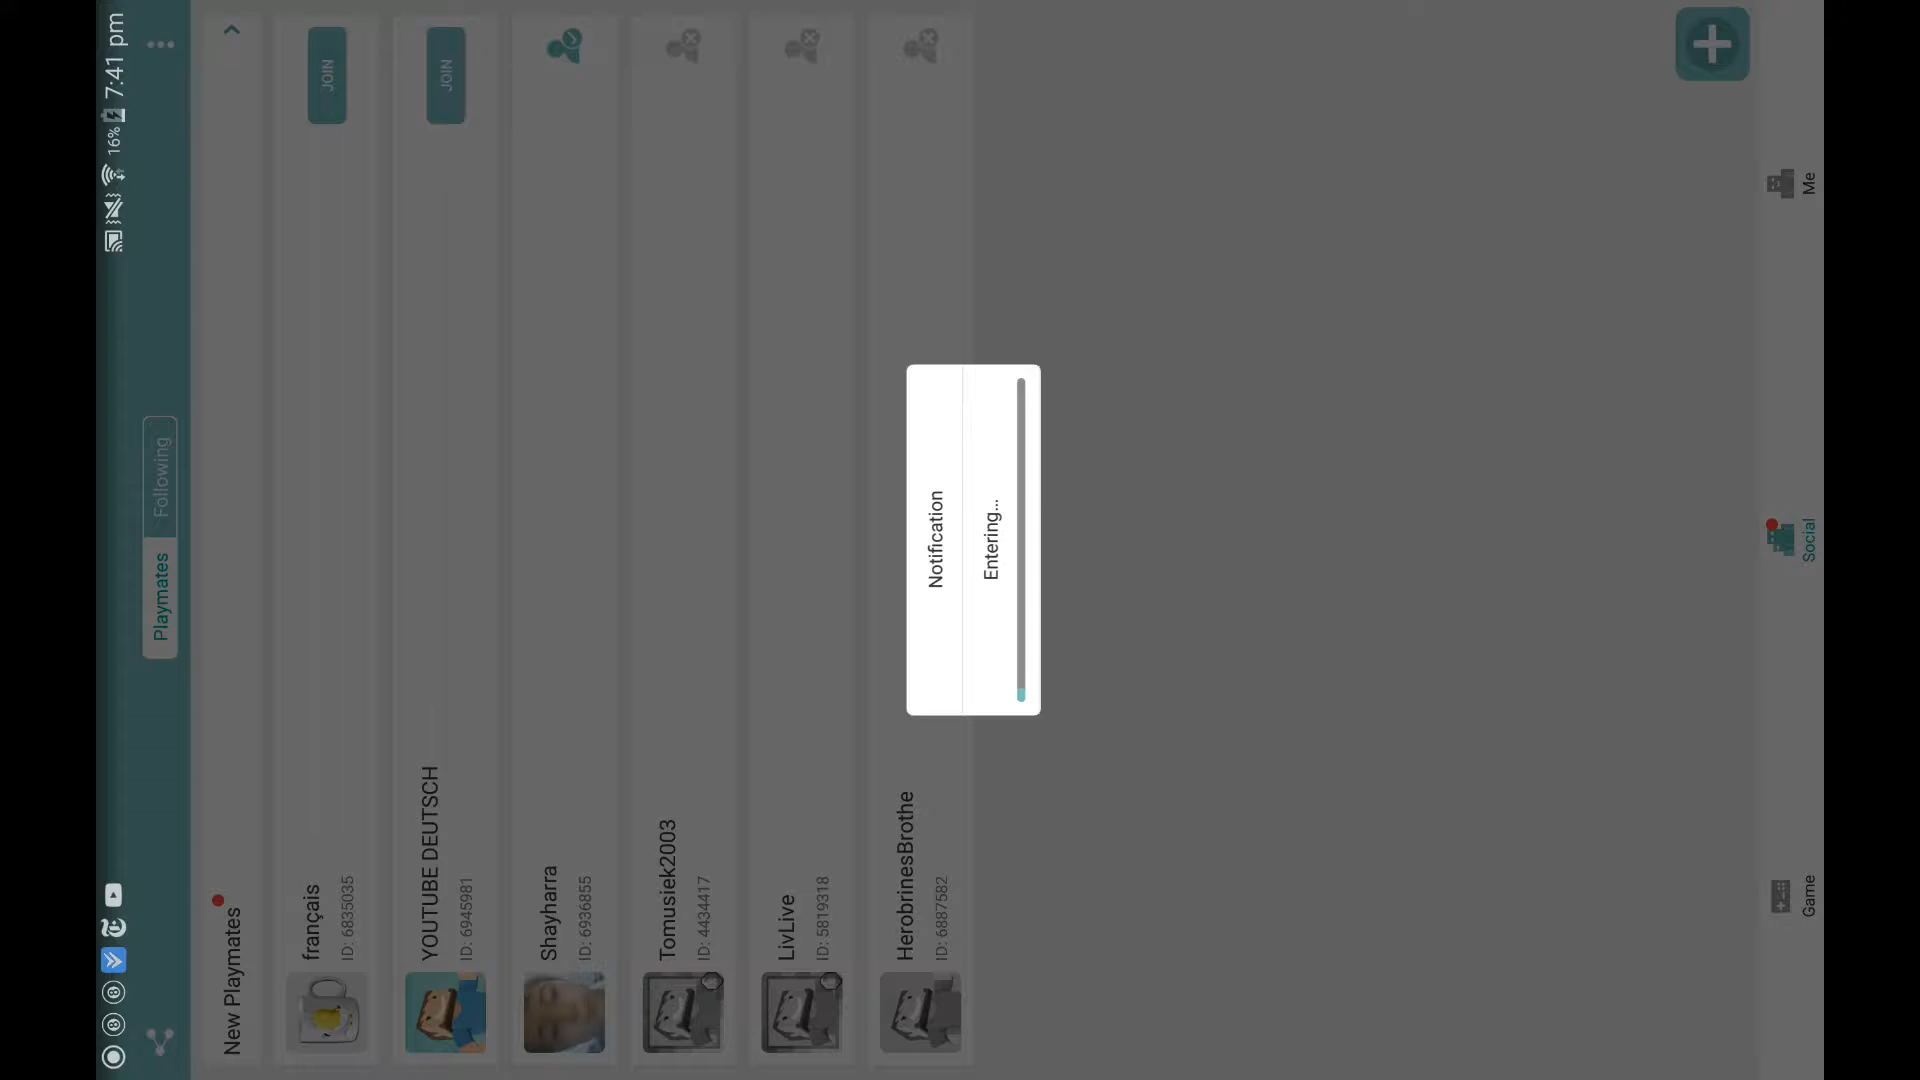 16% 7:41 pm
Playmates Following
New Playmates
français
ID: 6835035
JOIN
YOUTUBE DEUTSCH
ID: 6945981
JOIN
Shayharra
ID: 6936855
Tomusiek2003
ID: 4434417
LivLive
ID: 5819318
HerobrinesBrothe
ID: 6887582
Notification
Entering...
Game Social Me